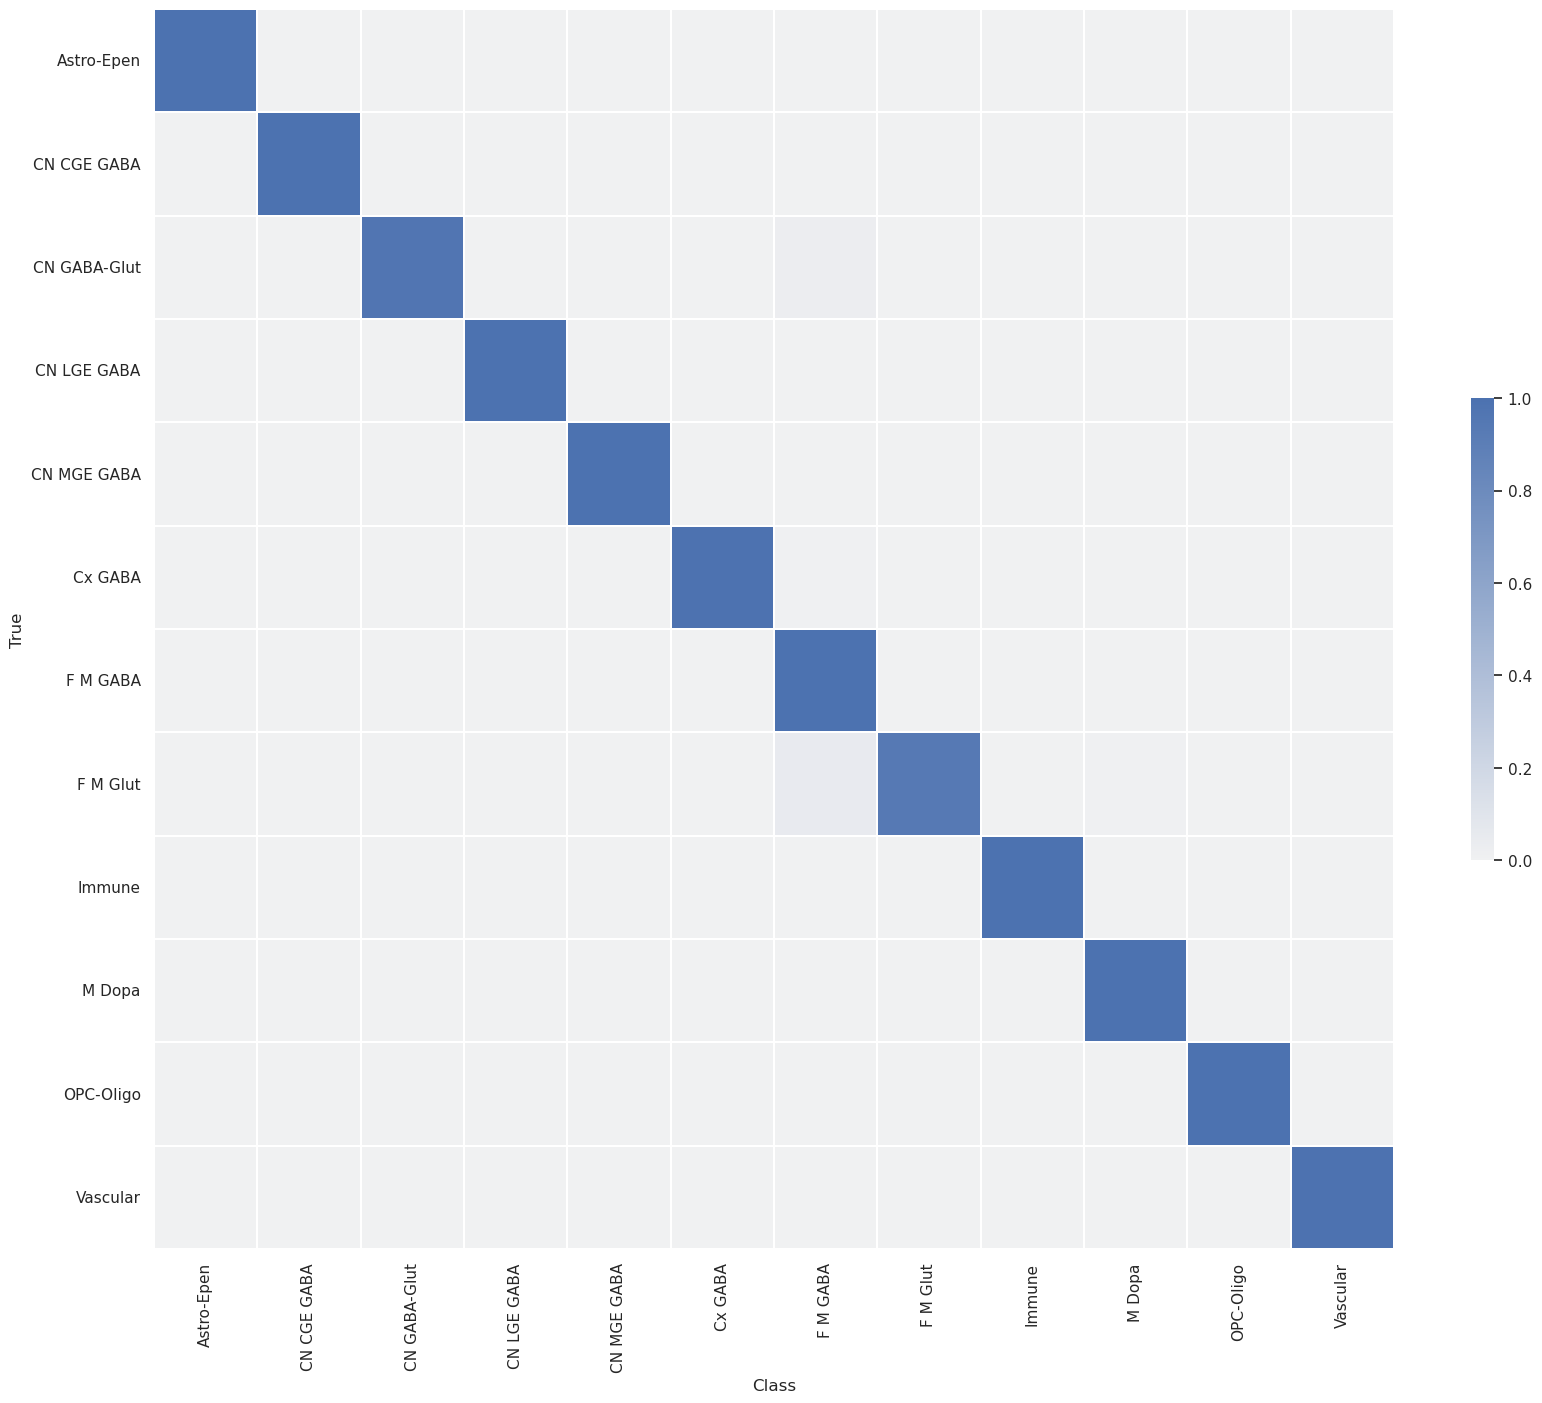 Astro-Epen
CN CGE GABA
CN GABA-Glut
CN LGE GABA
CN MGE GABA
Cx GABA
F M GABA
F M Glut
Immune
M Dopa
OPC-Oligo
Vascular
True
Astro-Epen
CN CGE GABA
CN GABA-Glut
CN LGE GABA
CN MGE GABA
Cx GABA
F M GABA
F M Glut
Immune
M Dopa
OPC-Oligo
Vascular
Class
1.0
0.8
0.6
0.4
0.2
0.0